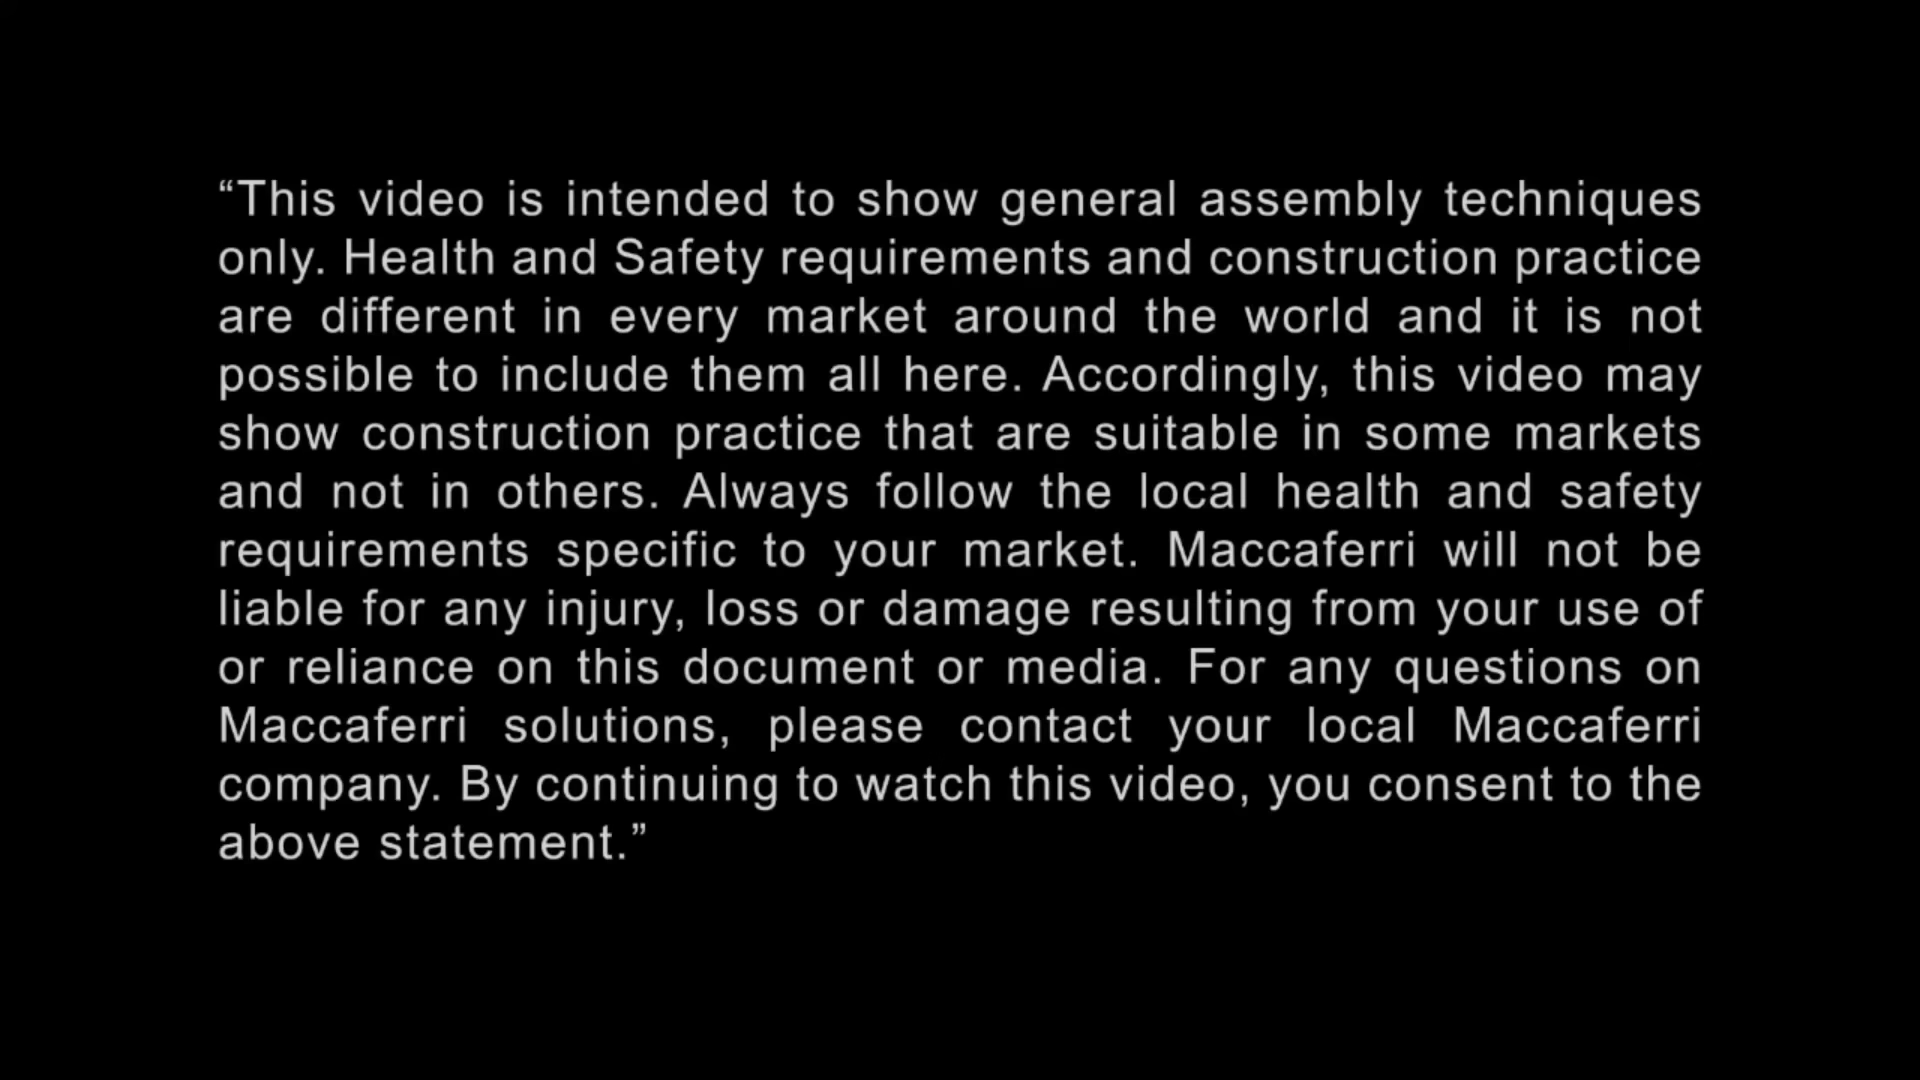 “This video is intended to show general assembly techniques
only. Health and Safety requirements and construction practice
are different in every market around the world and it is not
possible to include them all here. Accordingly, this video may
show construction practice that are suitable in some markets
and not in others. Always follow the local health and safety
requirements specific to your market. Maccaferri will not be
liable for any injury, loss or damage resulting from your use of
or reliance on this document or media. For any questions on
Maccaferri solutions, please contact your local Maccaferri
company. By continuing to watch this video, you consent to the
above statement.”